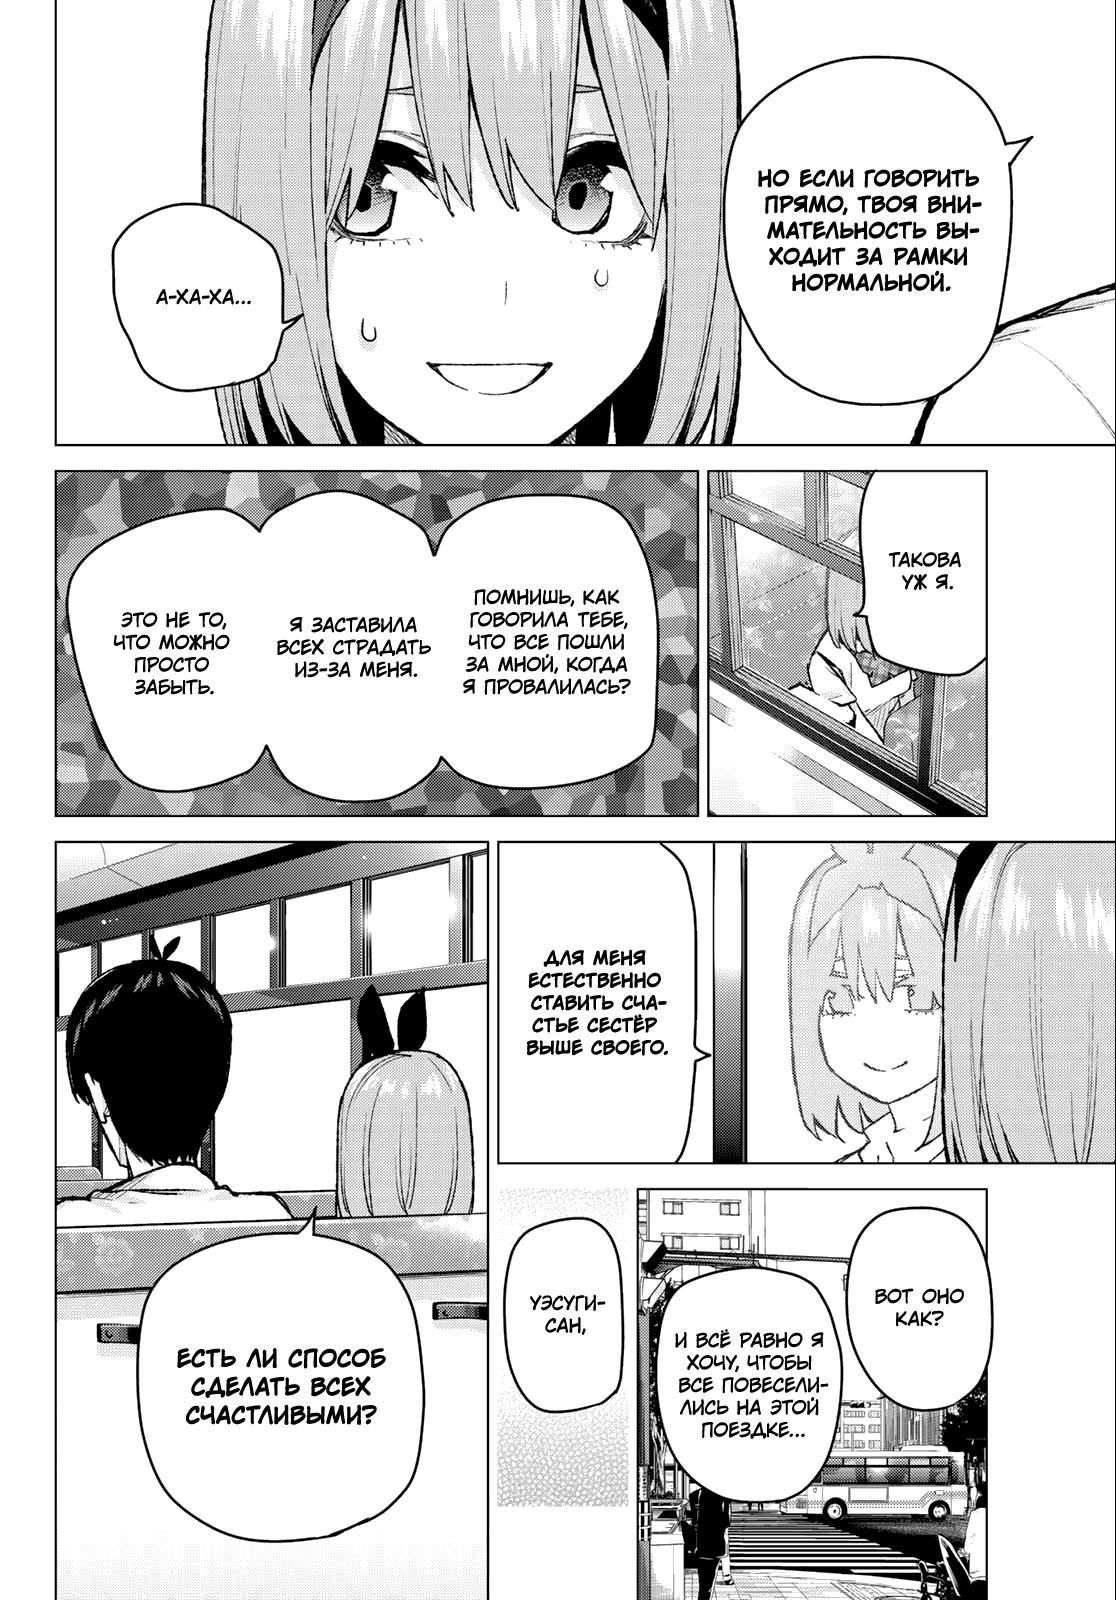 НО ЕСЛИ ГОВОРИТЬ
ПРЯМО, ТВОЯ ВНИ-
МАТЕЛЬНОСТЬ ВЫ-
ХОДИТ ЗА РАМКИ
НОРМАЛЬНОЙ.
А-ХА-ХА...
ТАКОВА
УЖ Я.
ПОМНИШЬ, КАК
ГОВОРИЛА ТЕБЕ,
ЧТО ВСЕ ПОШЛИ
ЗА МНОЙ, КОГДА
Я ПРОВАЛИЛАСЬ?
Я ЗАСТАВИЛА
ВСЕХ СТРАДАТЬ
ИЗ-ЗА МЕНЯ.
ЭТО НЕ ТО,
ЧТО МОЖНО
ПРОСТО
ЗАБЫТЬ.
ДЛЯ МЕНЯ
ЕСТЕСТВЕННО
СТАВИТЬ СЧА-
СТЬЕ СЕСТЁР
ВЫШЕ СВОЕГО.
ВОТ ОНО
КАК?
И ВСЁ РАВНО Я
ХОЧУ, ЧТОБЫ
ВСЕ ПОВЕСЕЛИ-
ЛИСЬ НА ЭТОЙ
ПОЕЗДКЕ...
УЭСУГИ-
САН,
ЕСТЬ ЛИ СПОСОБ
СДЕЛАТЬ ВСЕХ
СЧАСТЛИВЫМИ?